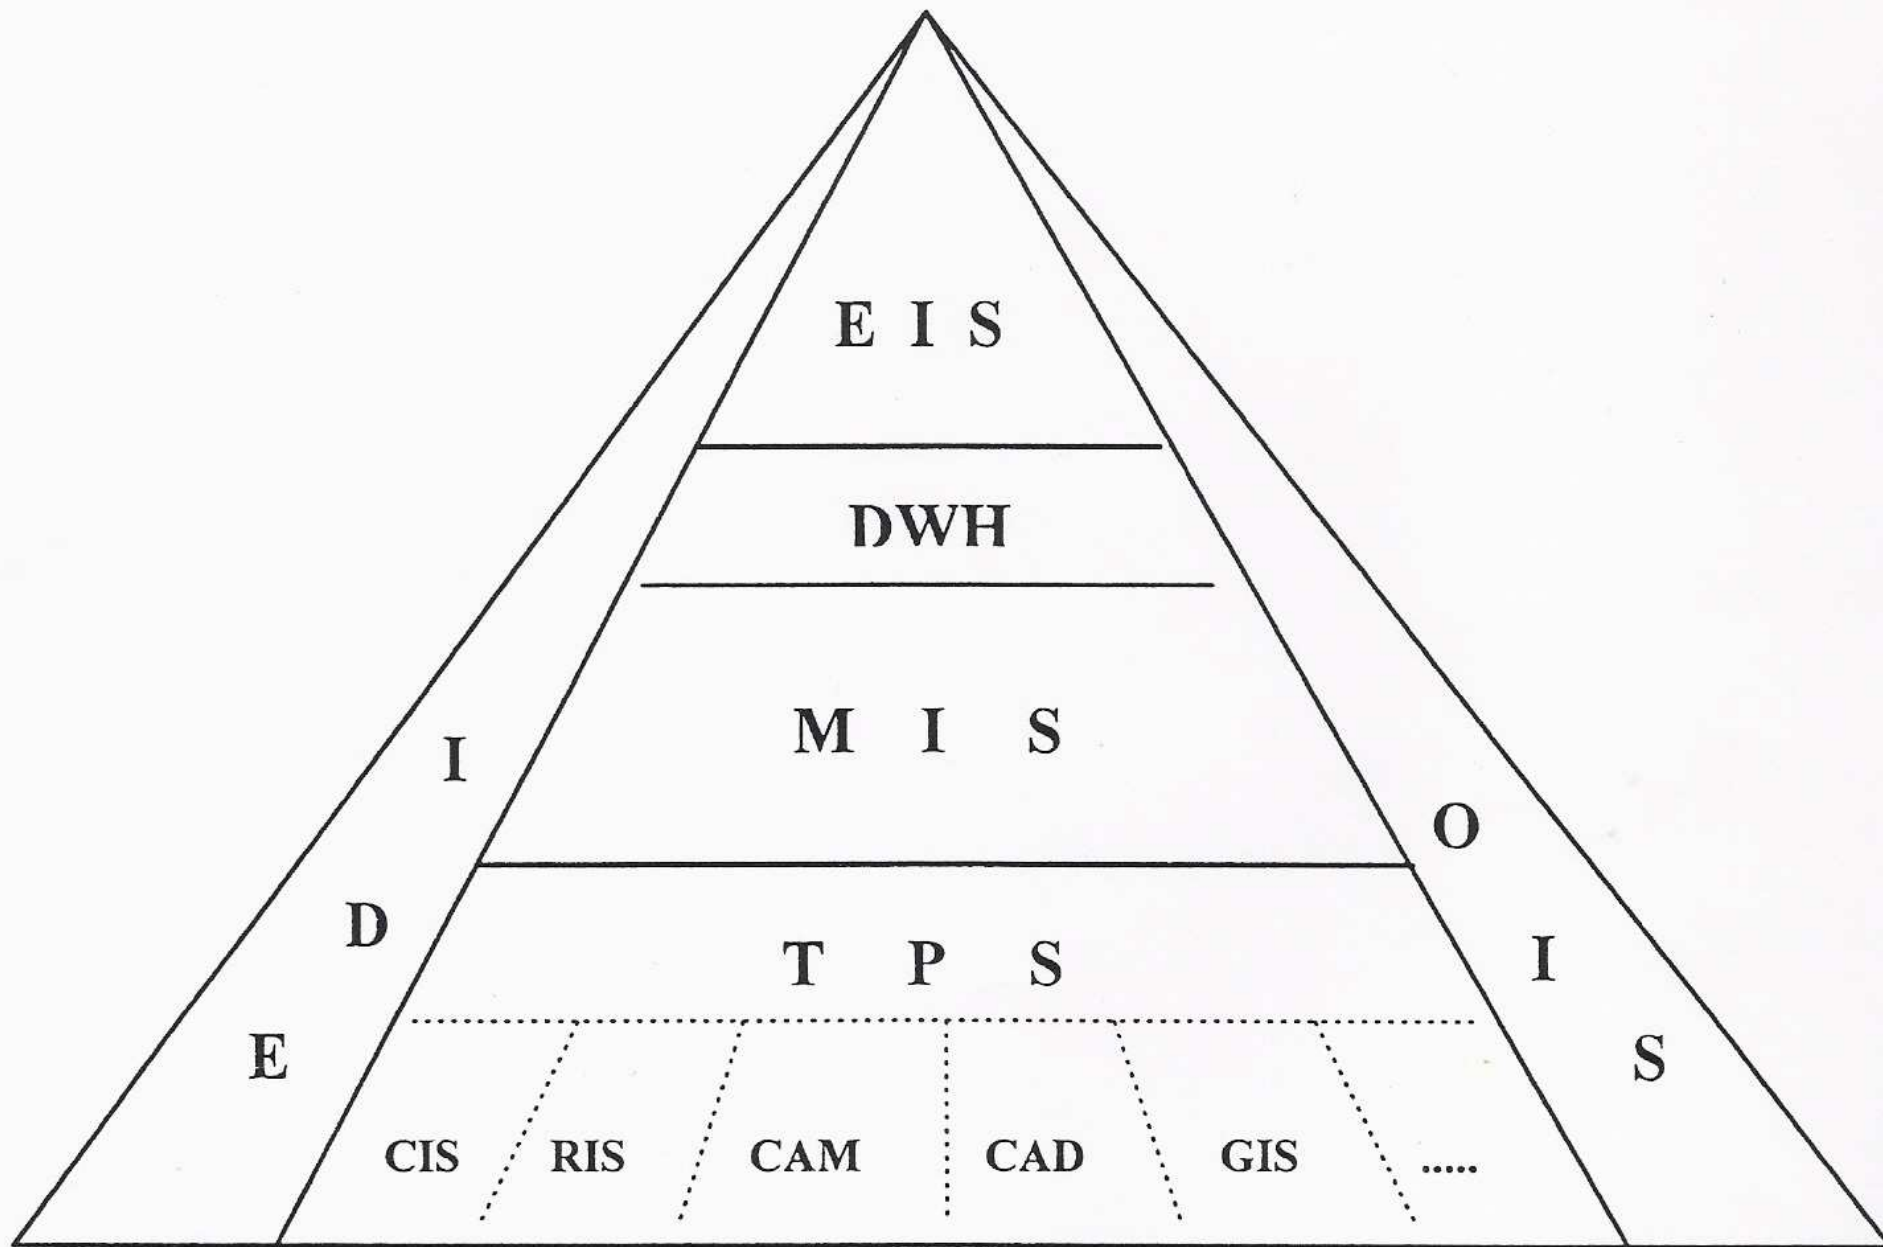 E I S
DWH
M I S
T P S
CIS RIS CAM CAD GIS .....
E D I
O I S